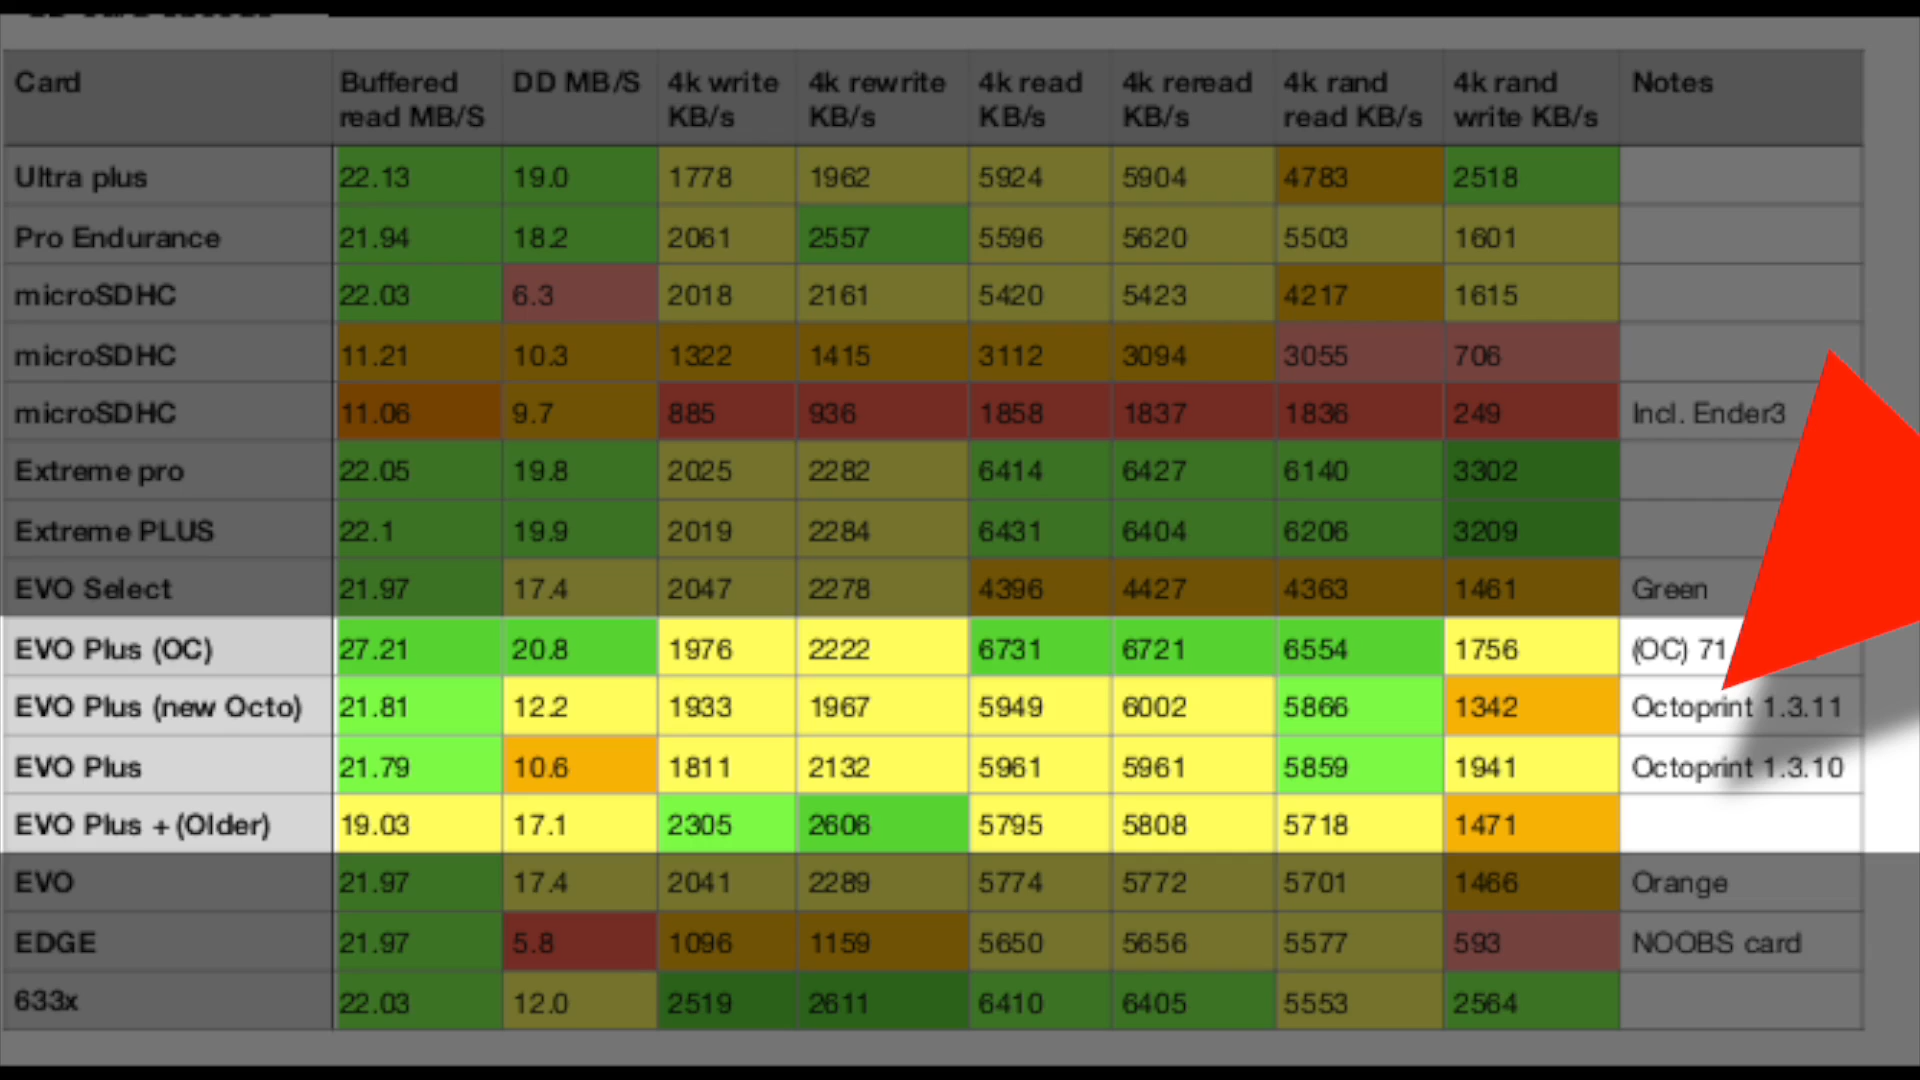 Card Buffered read MB/S DD MB/S 4k write KB/s 4k rewrite KB/s 4k read KB/s 4k reread KB/s 4k rand read KB/s 4k rand write KB/s Notes
Ultra plus 22.13 19.0 1778 1962 5924 5904 4783 2518
Pro Endurance 21.94 18.2 2061 2557 5596 5620 5503 1601
microSDHC 22.03 6.3 2018 2161 5420 5423 4217 1615
microSDHC 11.21 10.3 1322 1415 3112 3094 3055 706
microSDHC 11.06 9.7 885 936 1858 1837 1836 249 Incl. Ender3
Extreme pro 22.05 19.8 2025 2282 6414 6427 6140 3302
Extreme PLUS 22.1 19.9 2019 2284 6431 6404 6206 3209
EVO Select 21.97 17.4 2047 2278 4396 4427 4363 1461 Green
EVO Plus (OC) 27.21 20.8 1976 2222 6731 6721 6554 1756 (OC) 71
EVO Plus (new Octo) 21.81 12.2 1933 1967 5949 6002 5866 1342 Octoprint 1.3.11
EVO Plus 21.79 10.6 1811 2132 5961 5961 5859 1941 Octoprint 1.3.10
EVO Plus + (Older) 19.03 17.1 2305 2606 5795 5808 5718 1471
EVO 21.97 17.4 2041 2289 5774 5772 5701 1466 Orange
EDGE 21.97 5.8 1096 1159 5650 5656 5577 593 NOOBS card
633x 22.03 12.0 2519 2611 6410 6405 5553 2564